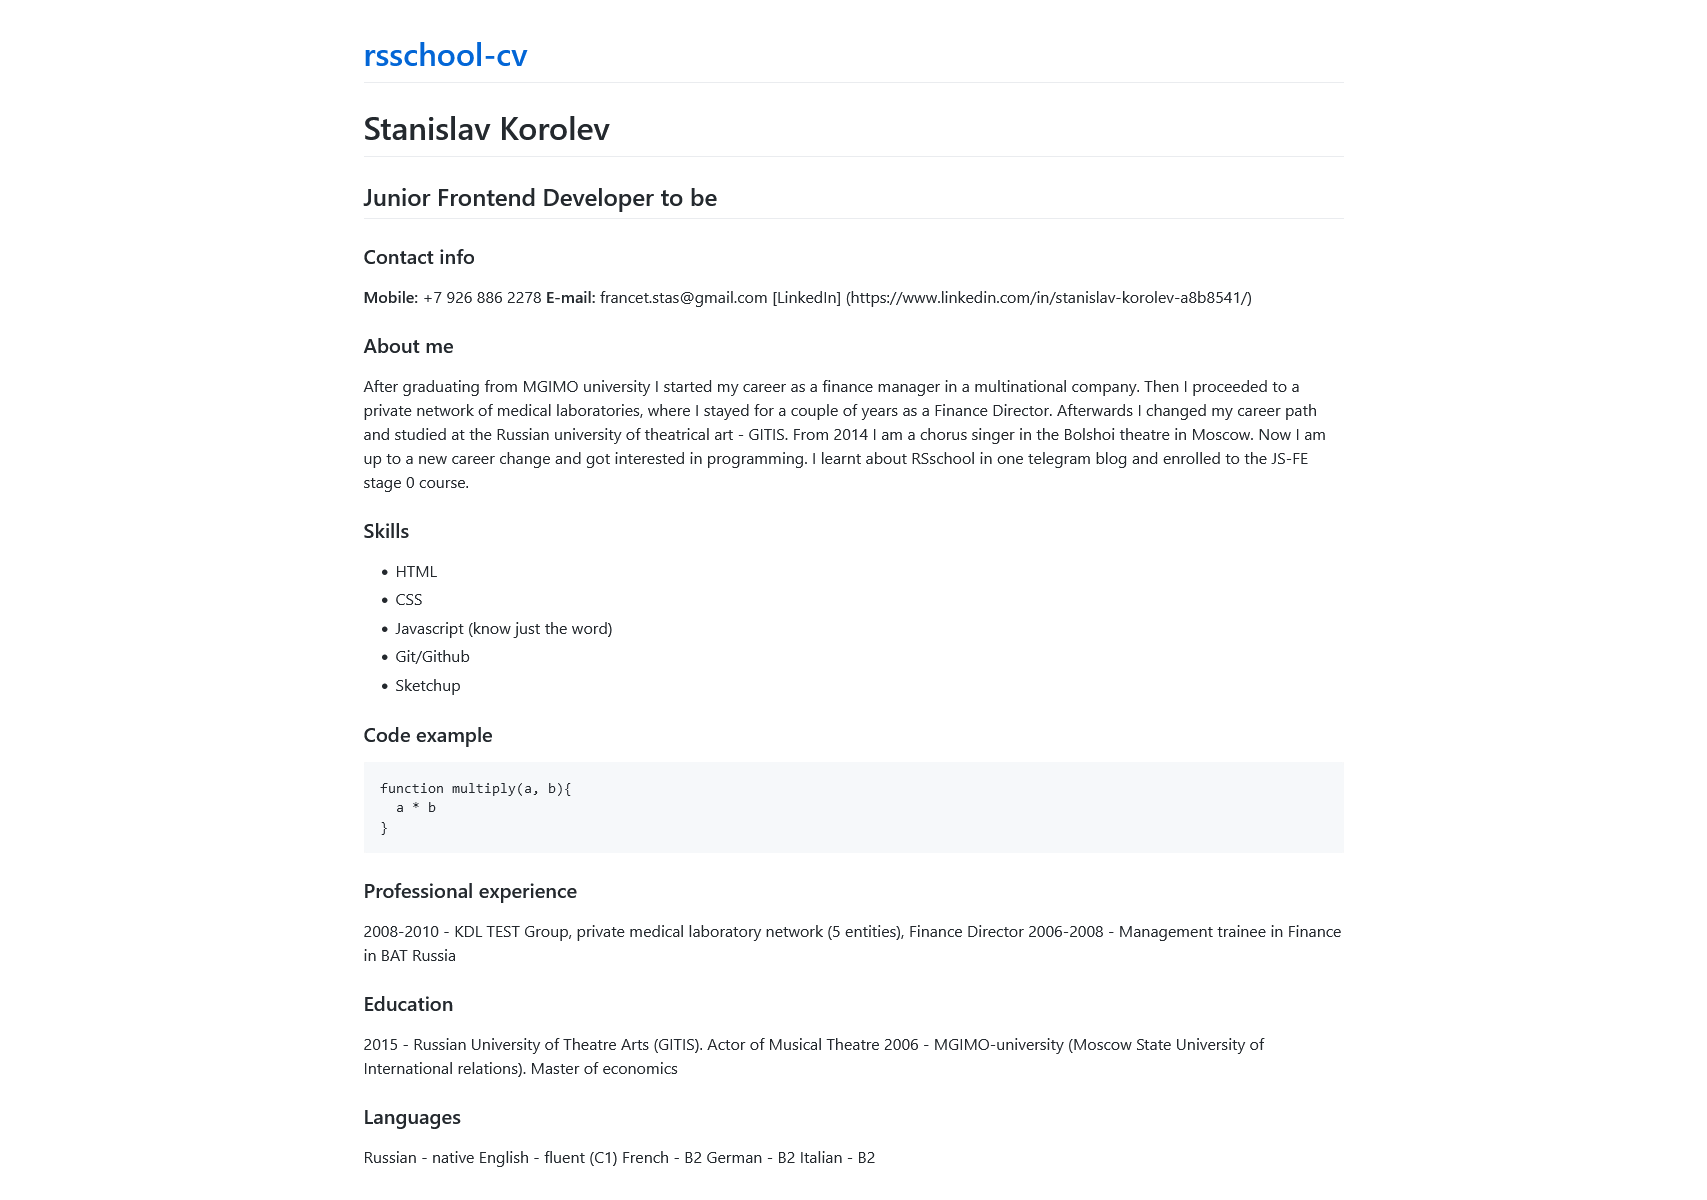 rsschool-cv
Stanislav Korolev
Junior Frontend Developer to be
Contact info
Mobile: +7 926 886 2278 E-mail: francet.stas@gmail.com [LinkedIn] (https://www.linkedin.com/in/stanislav-korolev-a8b8541/)
About me
After graduating from MGIMO university I started my career as a finance manager in a multinational company. Then I proceeded to a
private network of medical laboratories, where I stayed for a couple of years as a Finance Director. Afterwards I changed my career path
and studied at the Russian university of theatrical art - GITIS. From 2014 I am a chorus singer in the Bolshoi theatre in Moscow. Now I am
up to a new career change and got interested in programming. I learnt about RSschool in one telegram blog and enrolled to the JS-FE
stage 0 course.
Skills
• HTML
• CSS
• Javascript (know just the word)
• Git/Github
• Sketchup
Code example
function multiply(a, b){
  a * b
}
Professional experience
2008-2010 - KDL TEST Group, private medical laboratory network (5 entities), Finance Director 2006-2008 - Management trainee in Finance
in BAT Russia
Education
2015 - Russian University of Theatre Arts (GITIS). Actor of Musical Theatre 2006 - MGIMO-university (Moscow State University of
International relations). Master of economics
Languages
Russian - native English - fluent (C1) French - B2 German - B2 Italian - B2